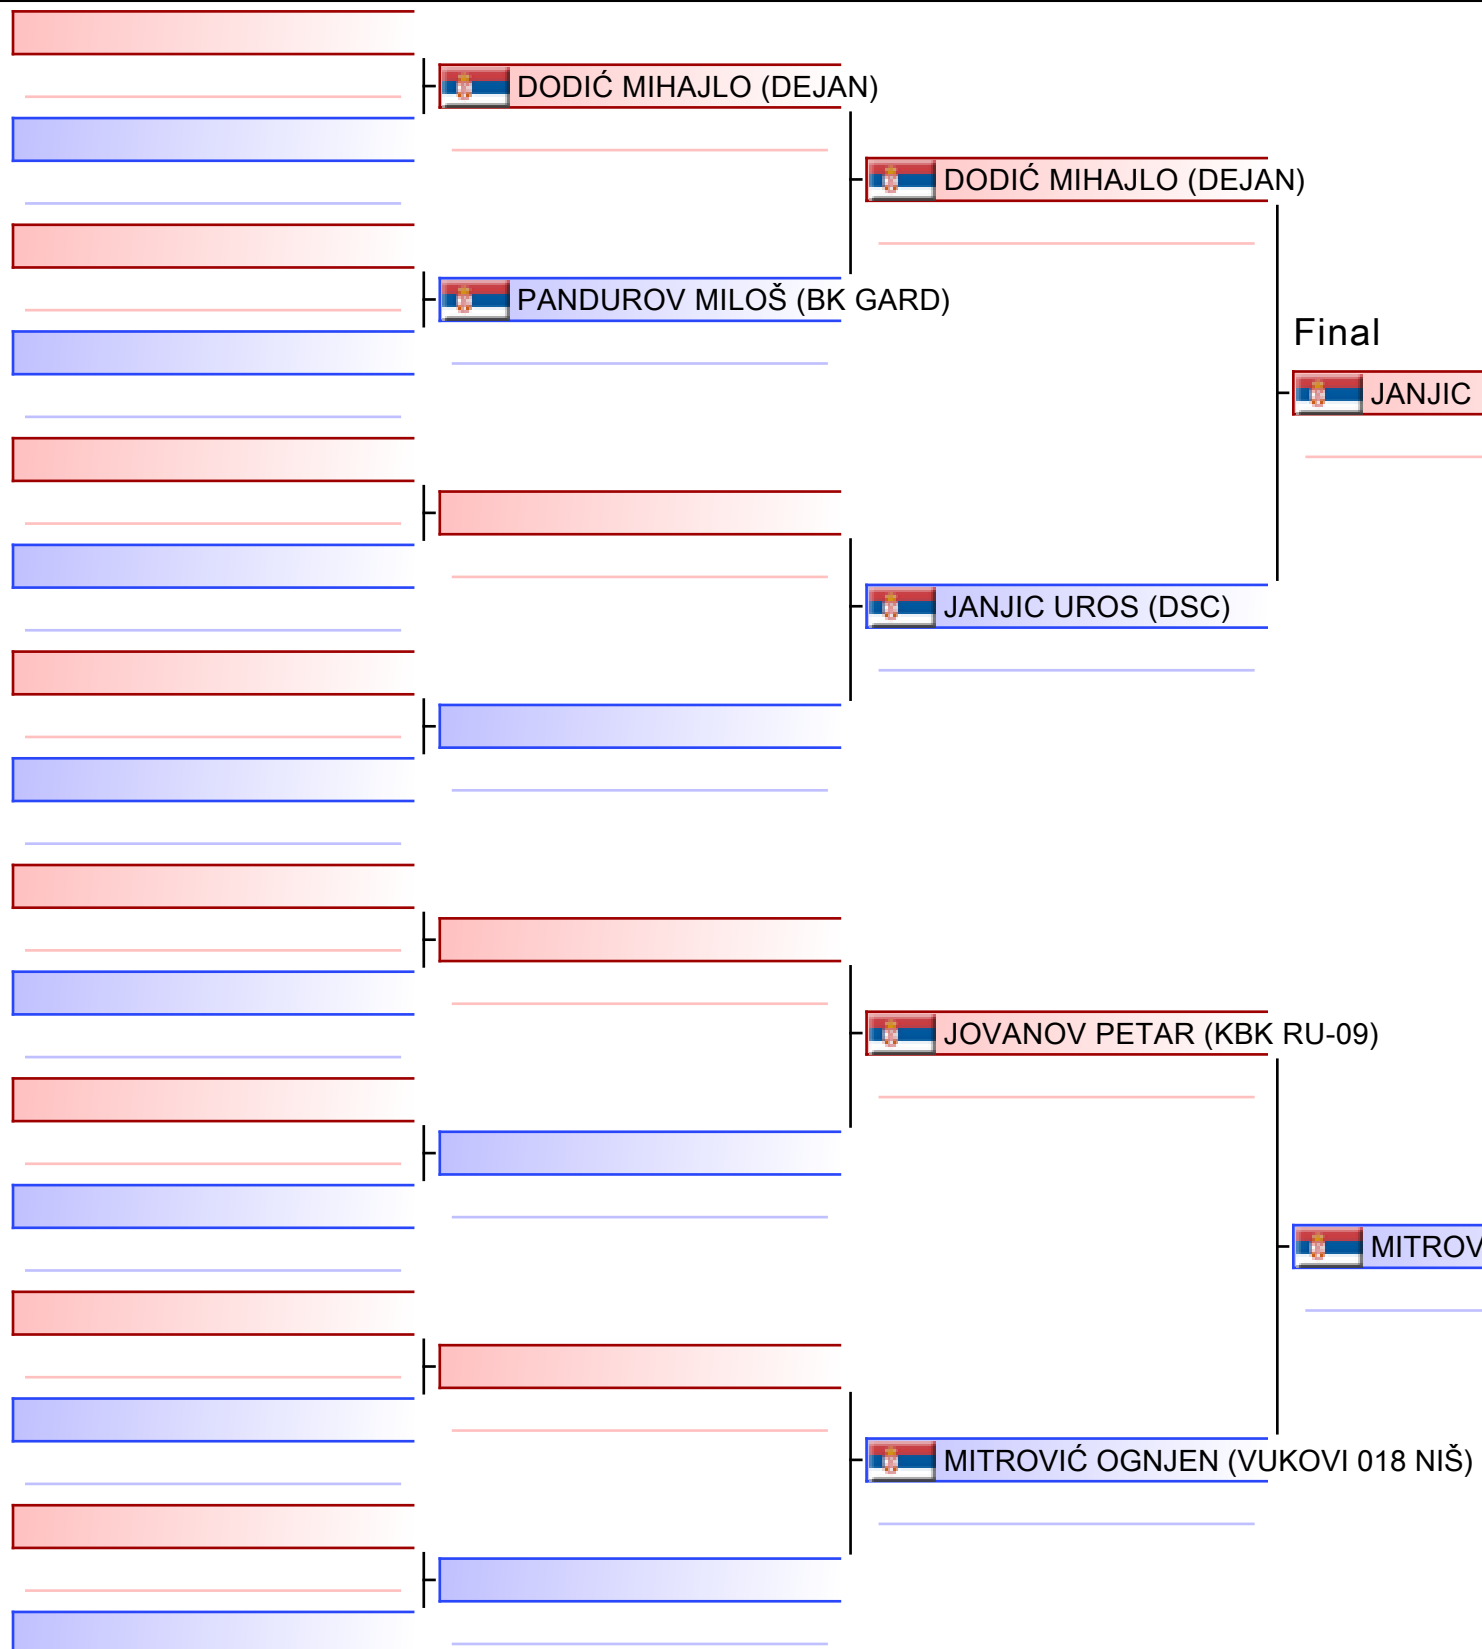 DODIĆ MIHAJLO (DEJAN)
DODIĆ MIHAJLO (DEJAN)
PANDUROV MILOŠ (BK GARD)
Final
JANJIC
JANJIC UROS (DSC)
JOVANOV PETAR (KBK RU-09)
MITROV
MITROVIĆ OGNJEN (VUKOVI 018 NIŠ)